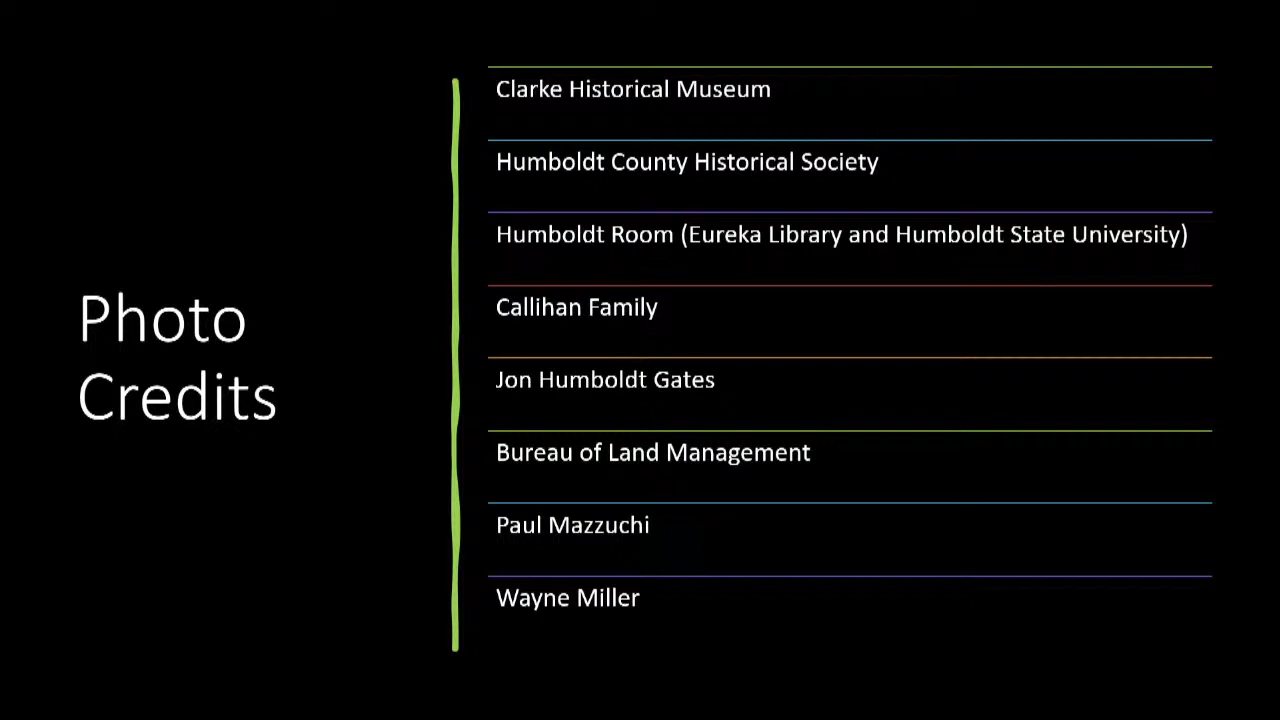 Photo
Credits
Clarke Historical Museum
Humboldt County Historical Society
Humboldt Room (Eureka Library and Humboldt State University)
Callihan Family
Jon Humboldt Gates
Bureau of Land Management
Paul Mazzuchi
Wayne Miller